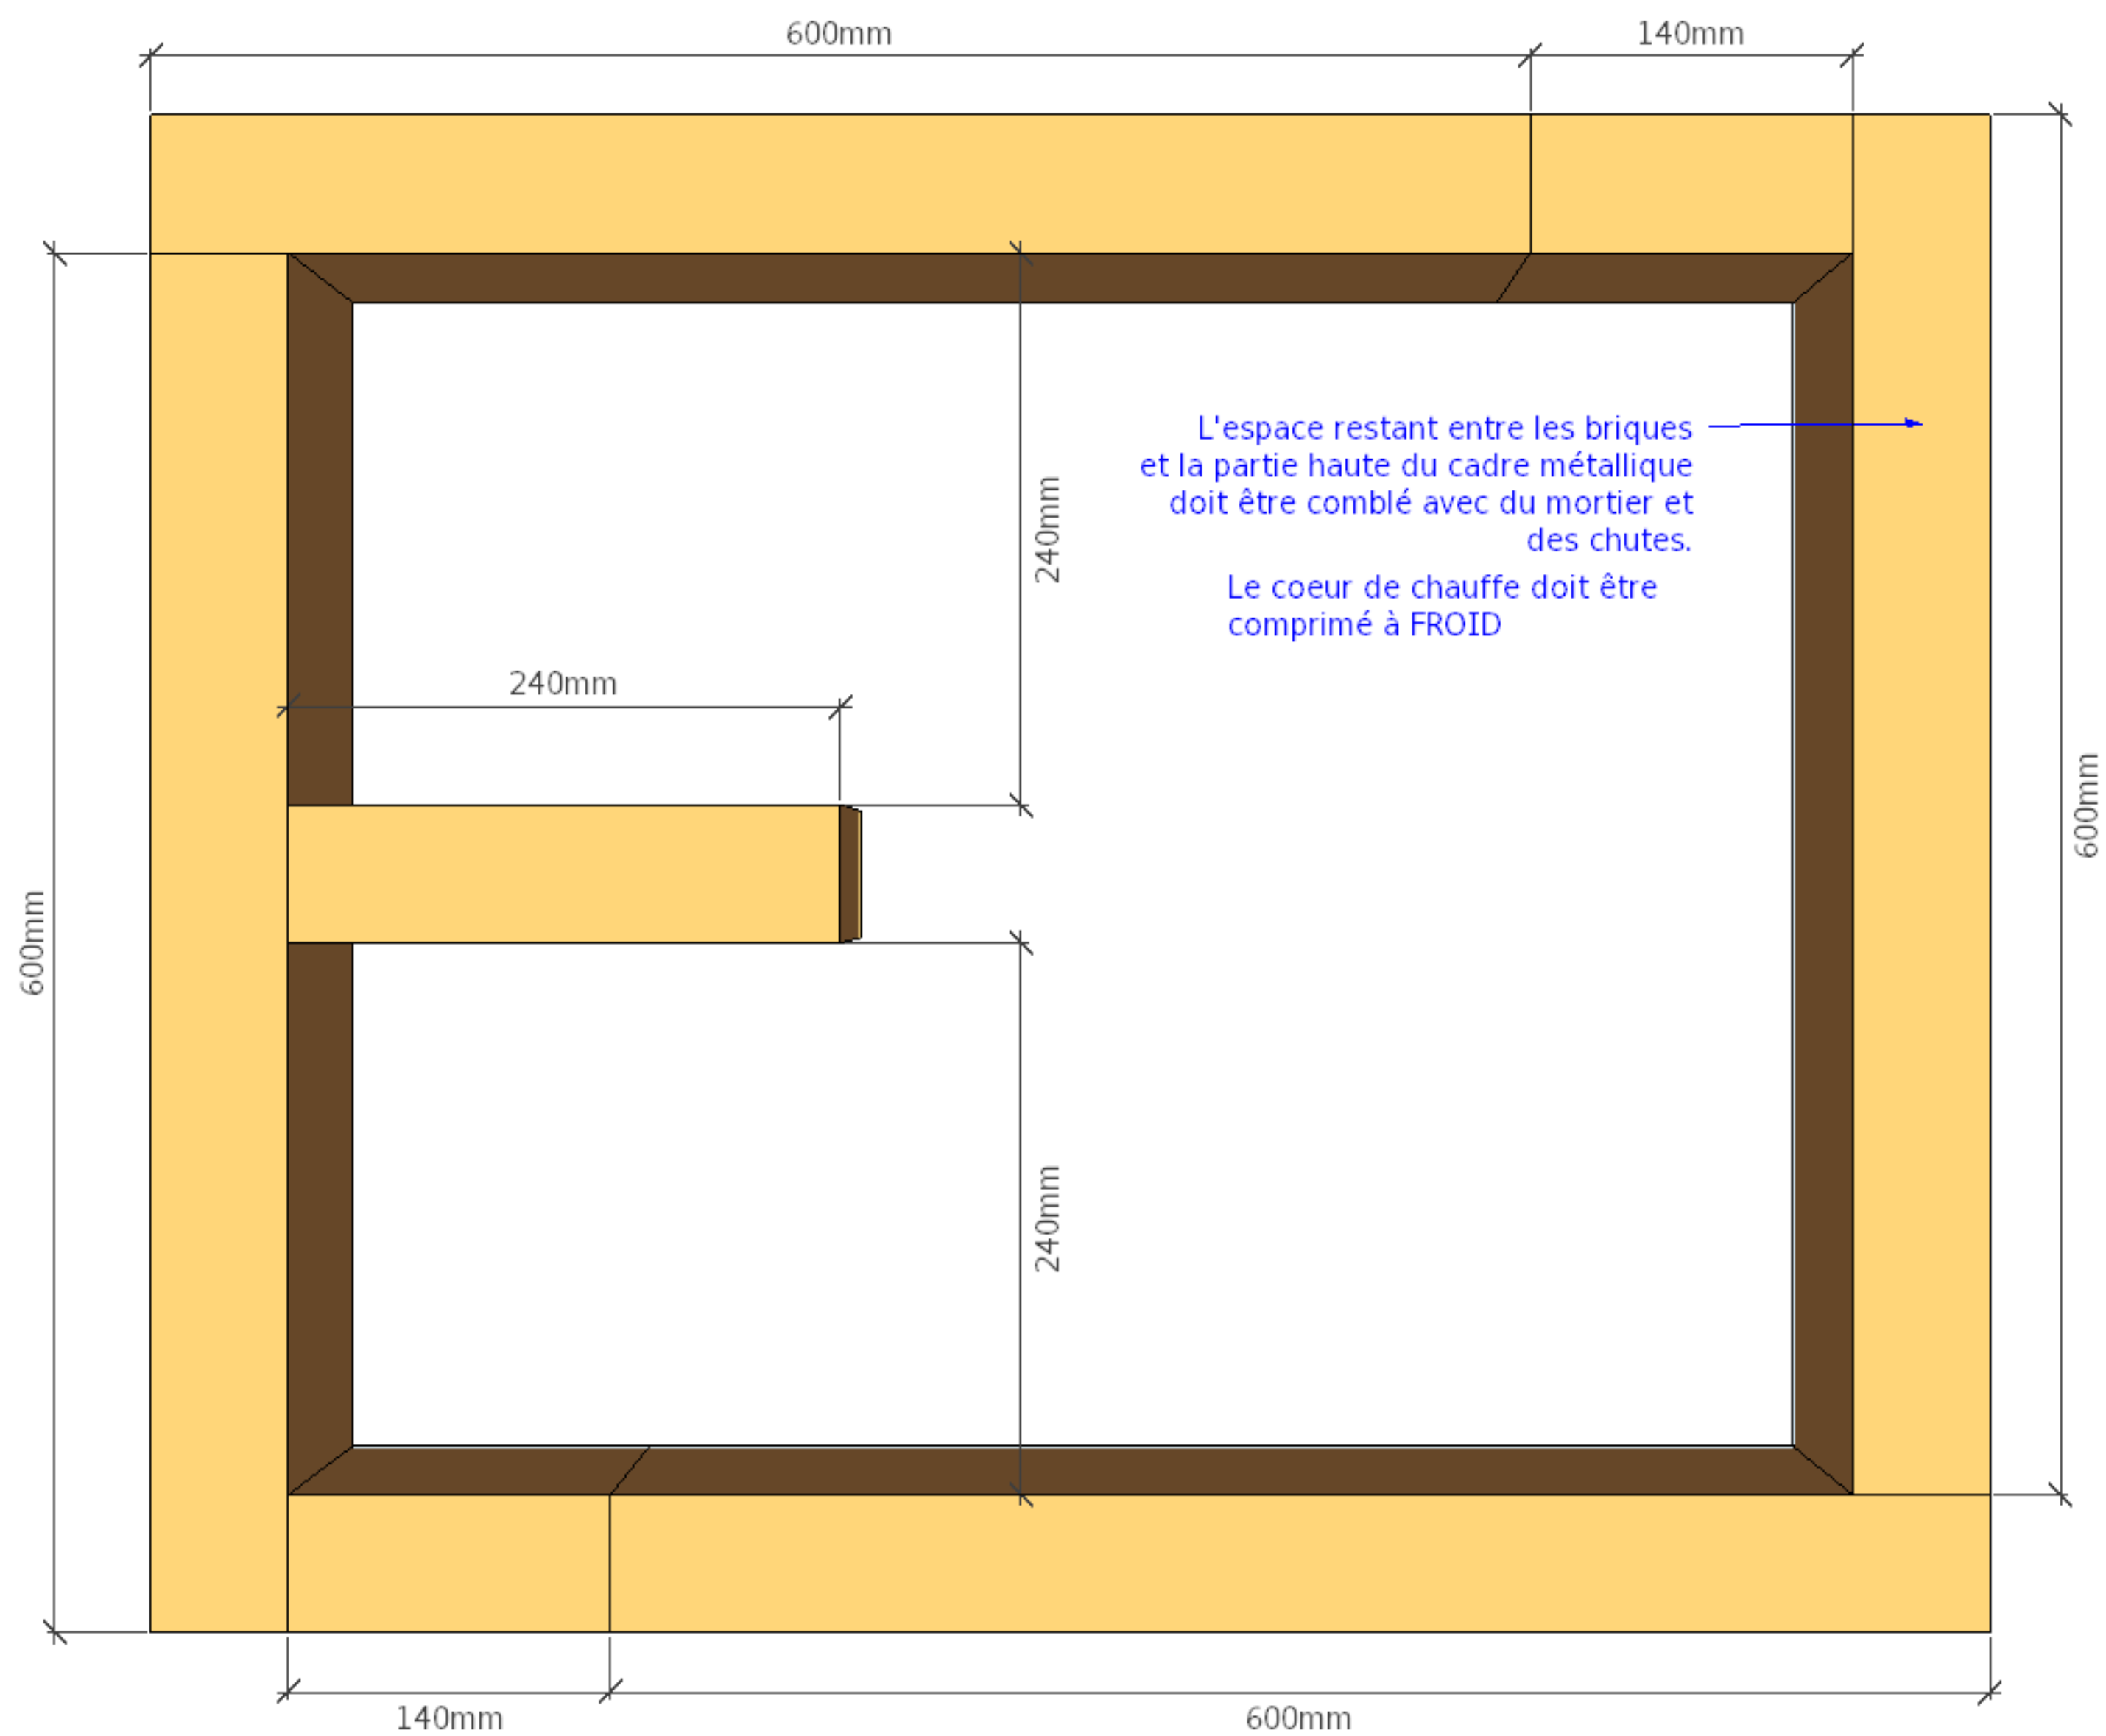 600mm
140mm
L'espace restant entre les briques
et la partie haute du cadre métallique
doit être comblé avec du mortier et
des chutes.
Le coeur de chauffe doit être
comprimé à FROID
240mm
240mm
600mm
600mm
240mm
140mm
600mm